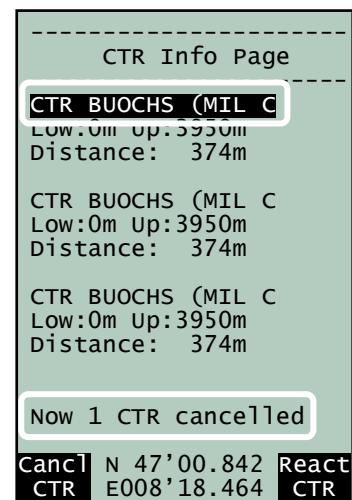 ----------------------
CTR Info Page
----------------------
CTR BUOCHS (MIL C
Low:0m Up:3950m
Distance: 374m
CTR BUOCHS (MIL C
Low:0m Up:3950m
Distance: 374m
CTR BUOCHS (MIL C
Low:0m Up:3950m
Distance: 374m
Now 1 CTR cancelled
Cancl N 47’00.842 React
CTR E008’18.464 CTR